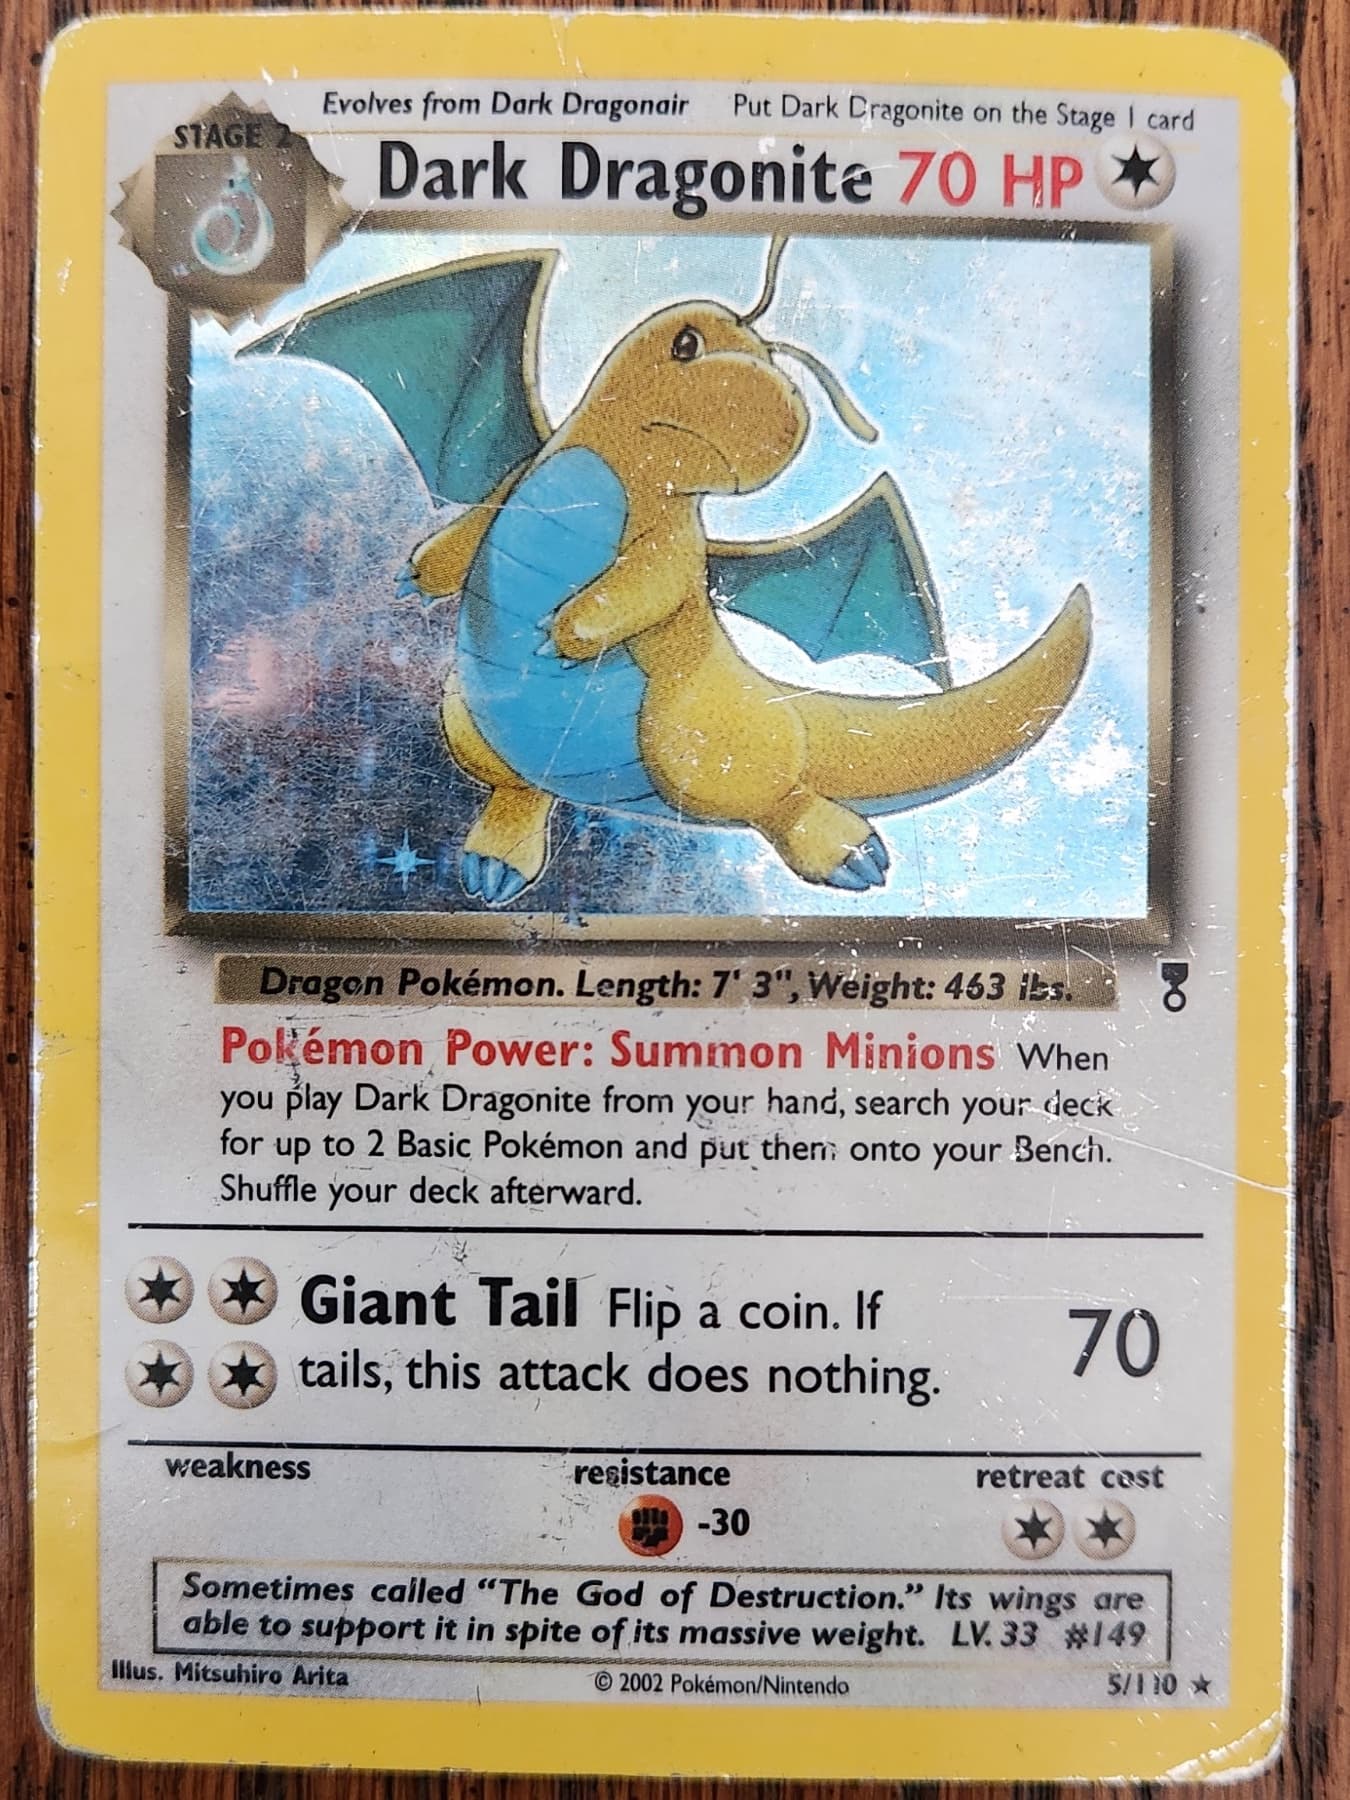 Evolves from Dark Dragonair Put Dark Dragonite on the Stage 1 card
STAGE 2
Dark Dragonite 70 HP
Dragon Pokémon. Length: 7' 3", Weight: 463 lbs.
Pokémon Power: Summon Minions When
you play Dark Dragonite from your hand, search your deck
for up to 2 Basic Pokémon and put them onto your Bench.
Shuffle your deck afterward.
Giant Tail Flip a coin. If
tails, this attack does nothing.
70
weakness resistance retreat cost
-30
Sometimes called “The God of Destruction.” Its wings are
able to support it in spite of its massive weight. LV. 33 #149
Illus. Mitsuhiro Arita © 2002 Pokémon/Nintendo 5/110 ★